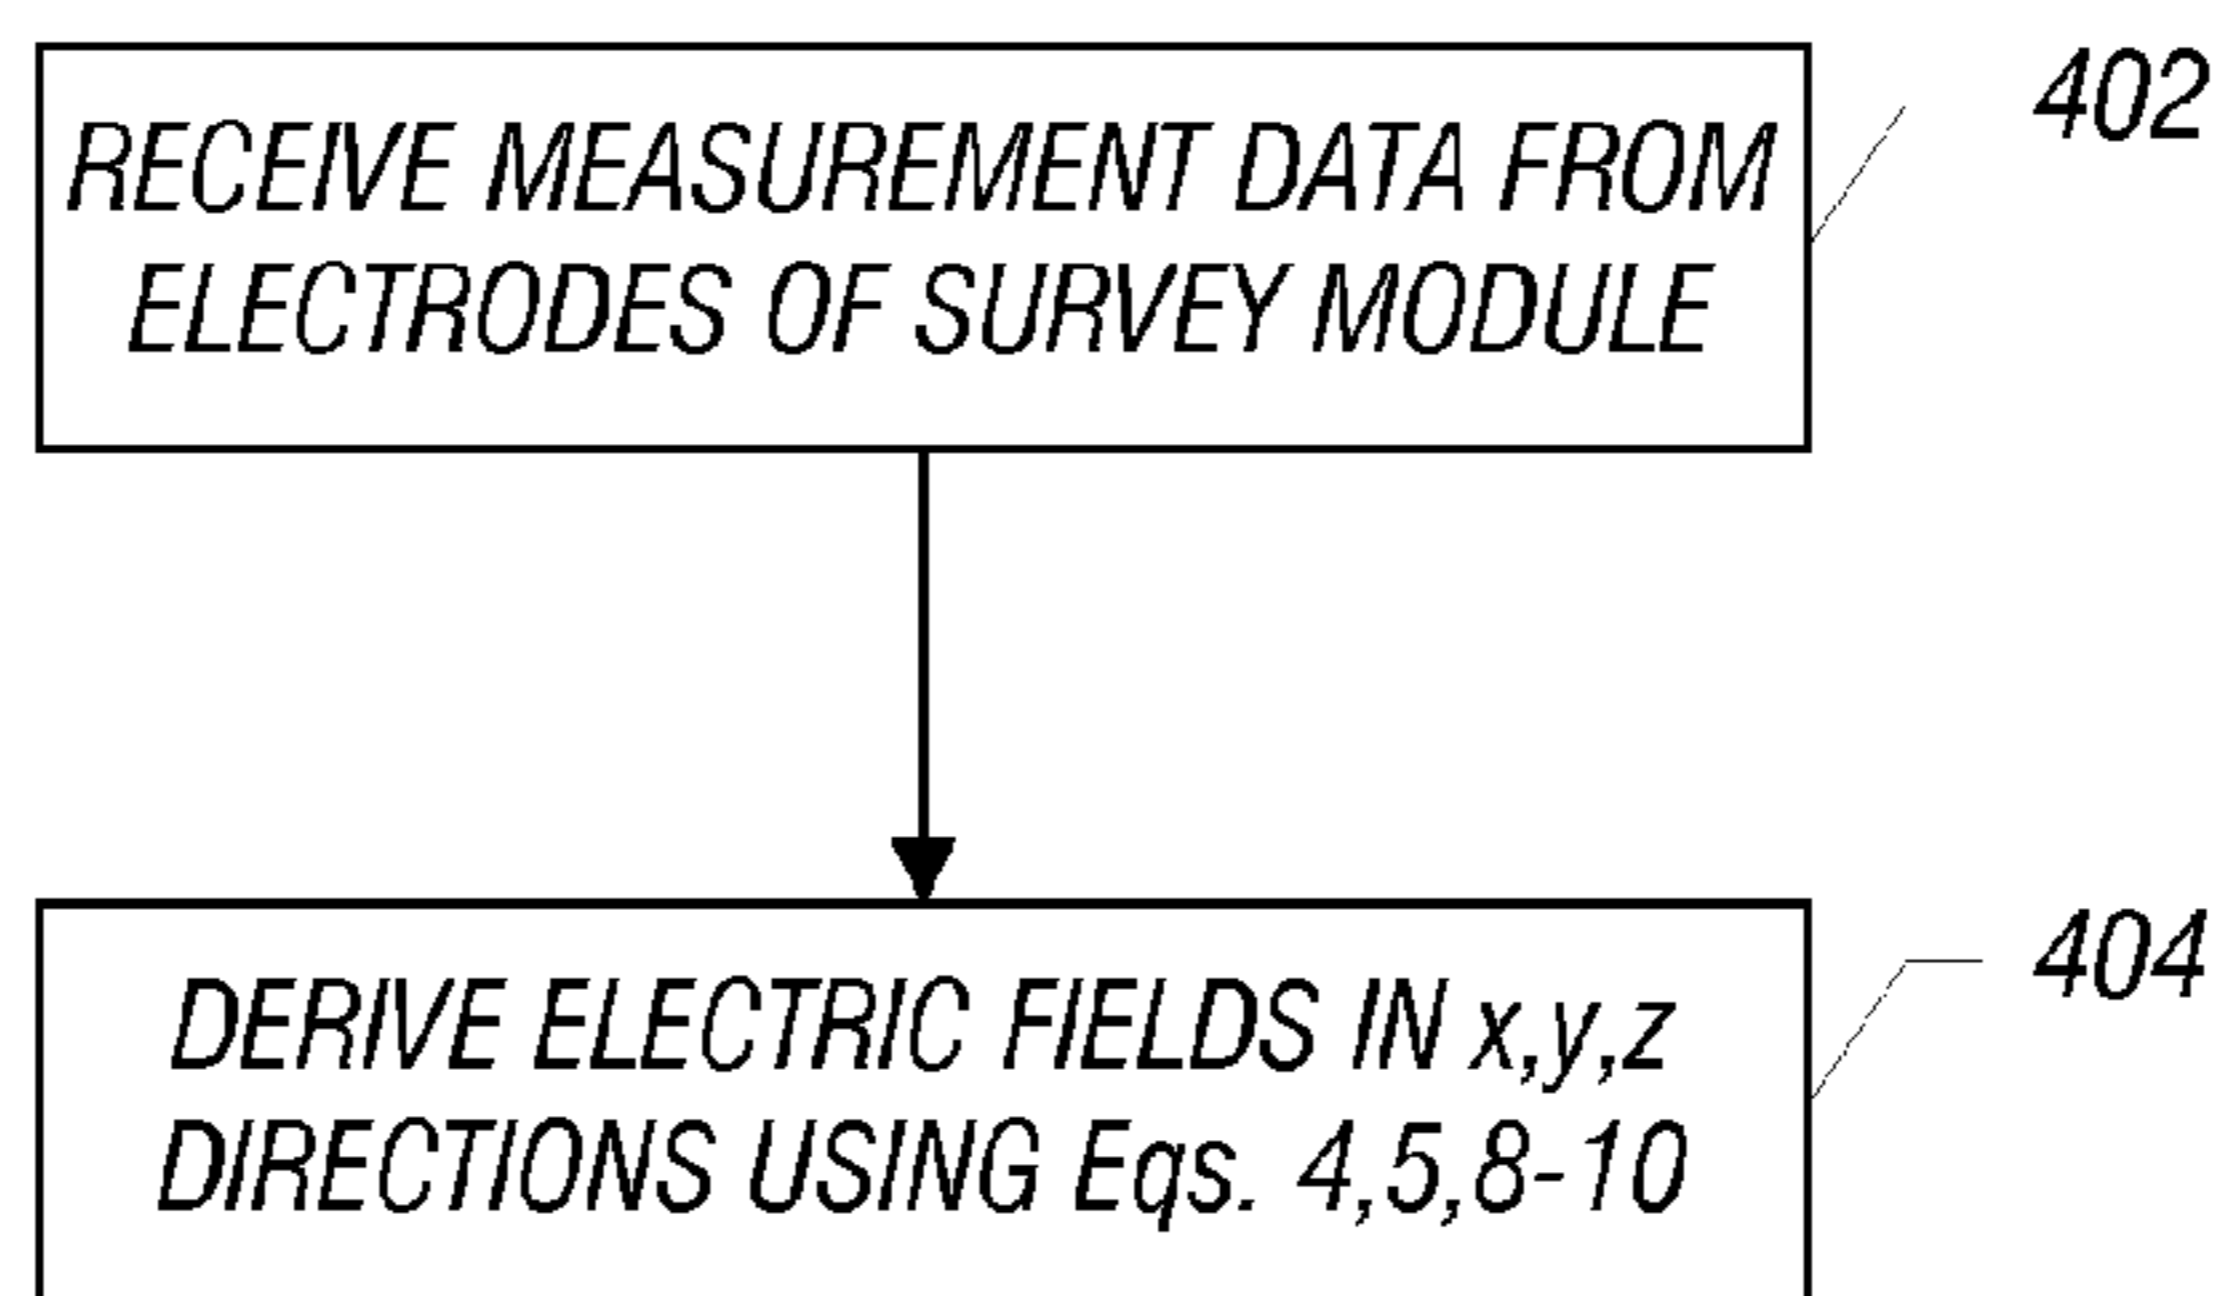 RECEIVE MEASUREMENT DATA FROM
ELECTRODES OF SURVEY MODULE
402
DERIVE ELECTRIC FIELDS IN x,y,z
DIRECTIONS USING Eqs. 4,5,8-10
404